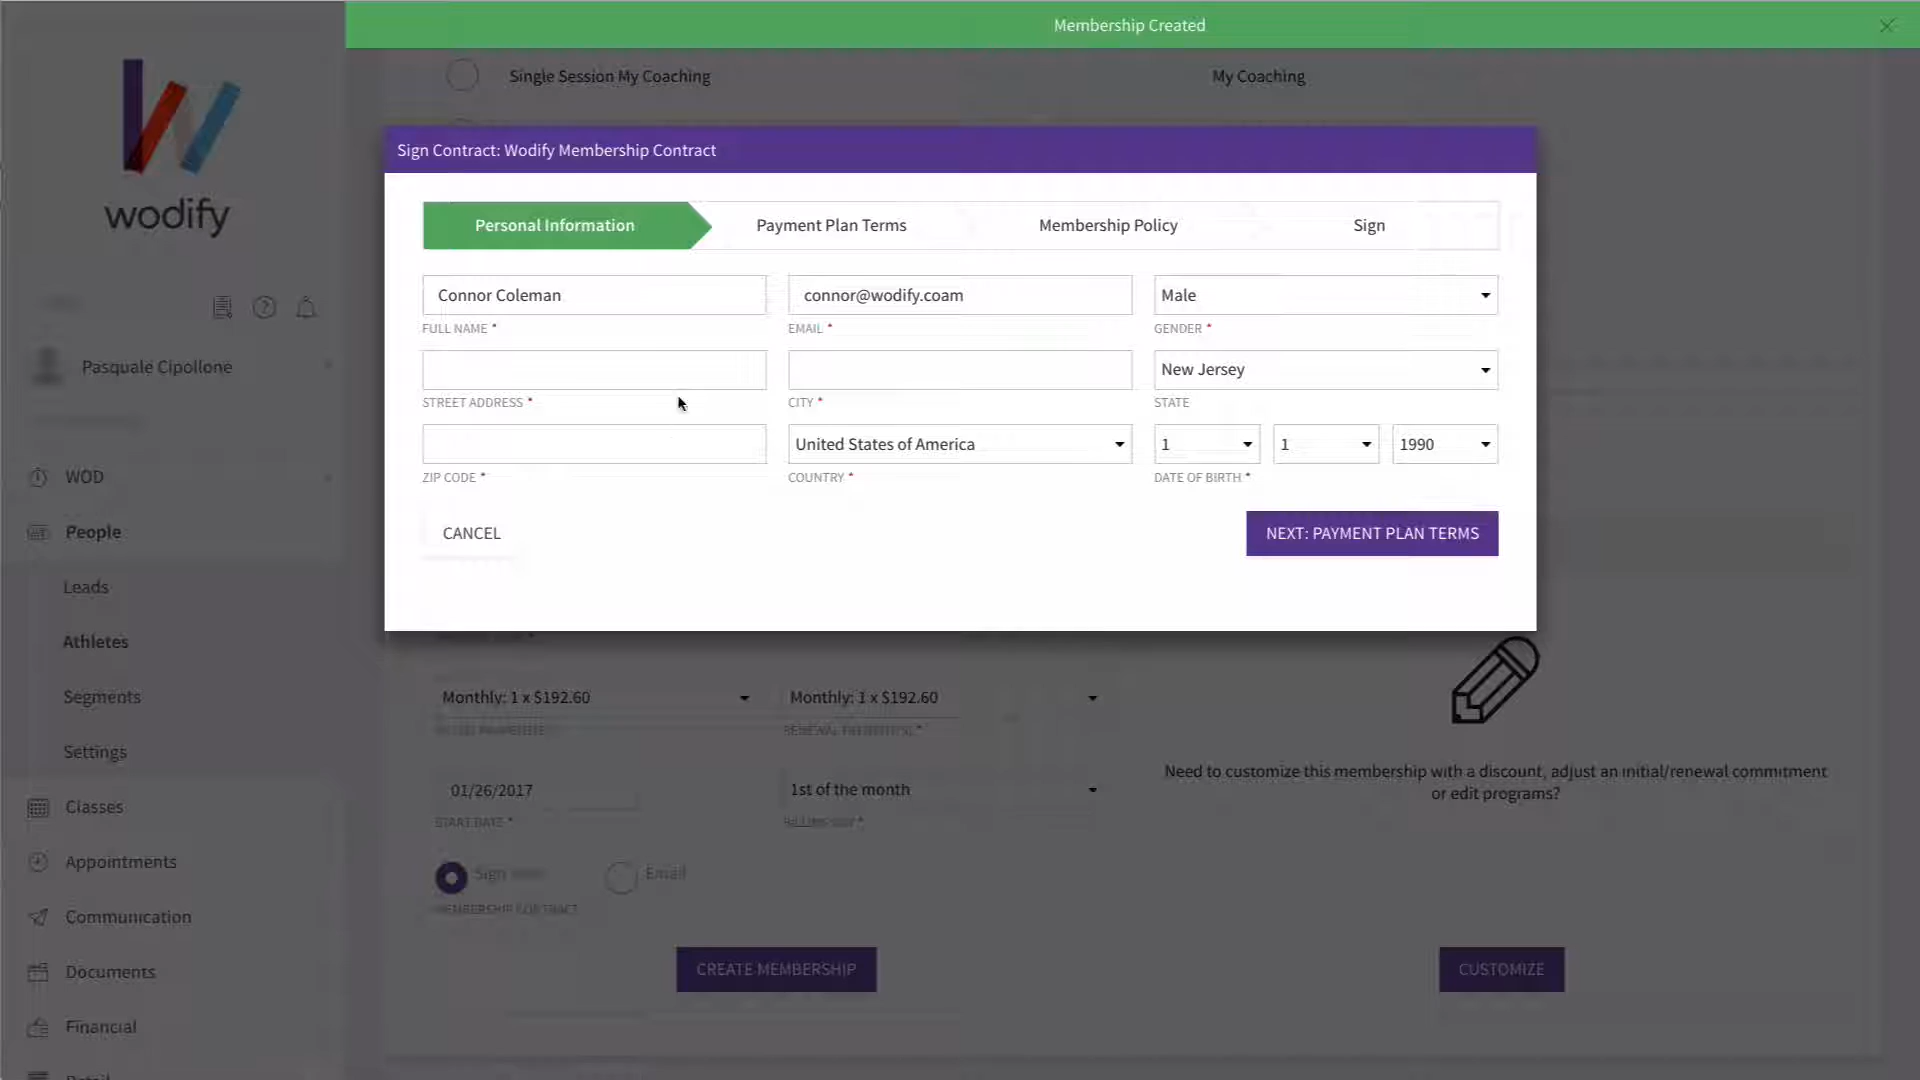 Membership Created
wodify
Single Session My Coaching
My Coaching
Sign Contract: Wodify Membership Contract
Personal Information
Payment Plan Terms
Membership Policy
Sign
Connor Coleman
connor@wodify.coam
Male
FULL NAME *
EMAIL *
GENDER *
New Jersey
STREET ADDRESS *
CITY *
STATE
United States of America
1
1
1990
ZIP CODE *
COUNTRY *
DATE OF BIRTH *
CANCEL
NEXT: PAYMENT PLAN TERMS
Pasquale Cipollone
WOD
People
Leads
Athletes
Segments
Settings
Classes
Appointments
Communication
Documents
Financial
Monthly: 1 x $192.60
Monthly: 1 x $192.60
01/26/2017
1st of the month
START DATE *
BILLING DAY *
Sign
Email
MEMBERSHIP CONTRACT
CREATE MEMBERSHIP
Need to customize this membership with a discount, adjust an initial/renewal commitment
or edit programs?
CUSTOMIZE